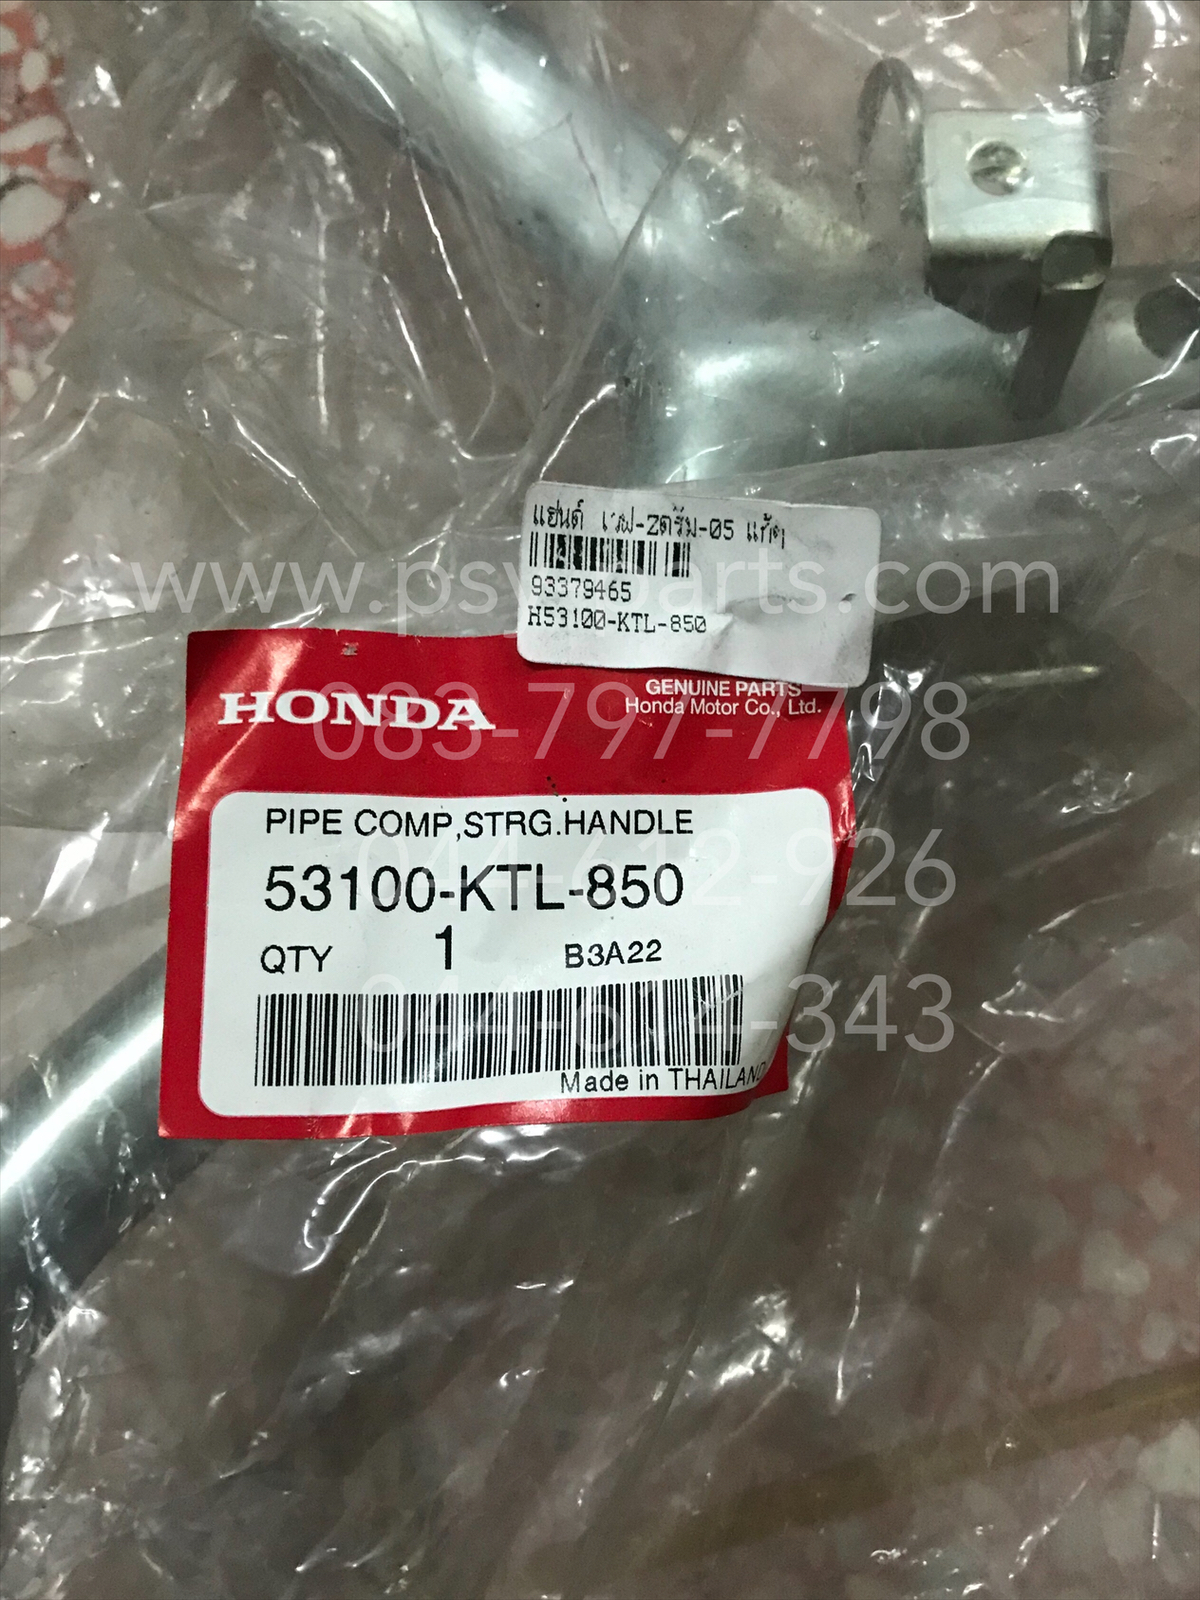 แฮนด์ เวฟ-Zดรีม-05 แท้ๆ
93379465
H53100-KTL-850
www.psvparts.com
HONDA
GENUINE PARTS
Honda Motor Co., Ltd.
083-797-7798
PIPE COMP,STRG.HANDLE
044-612-926
53100-KTL-850
QTY 1 B3A22
044-614-343
Made in THAILAND